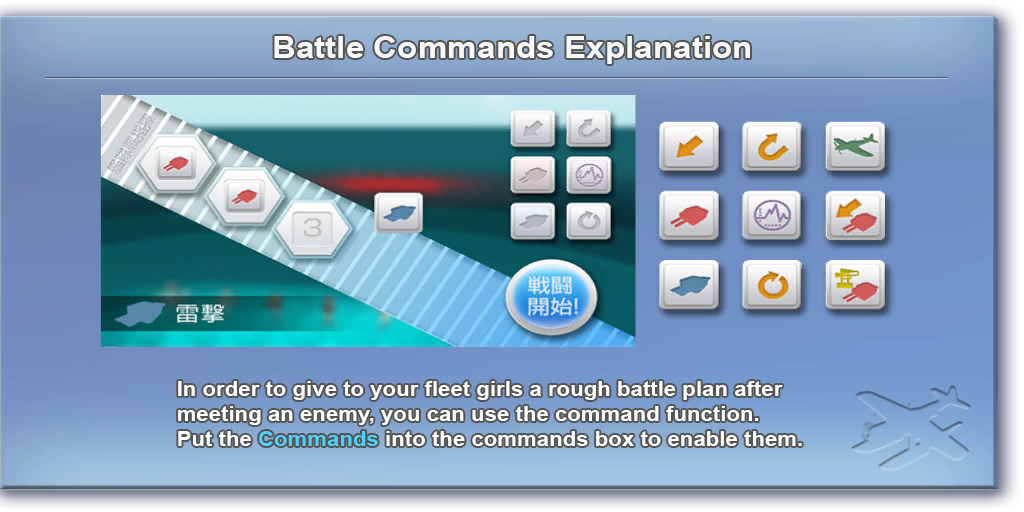 Battle Commands Explanation
3
雷撃
戦闘
開始!
In order to give to your fleet girls a rough battle plan after
meeting an enemy, you can use the command function.
Put the Commands into the commands box to enable them.